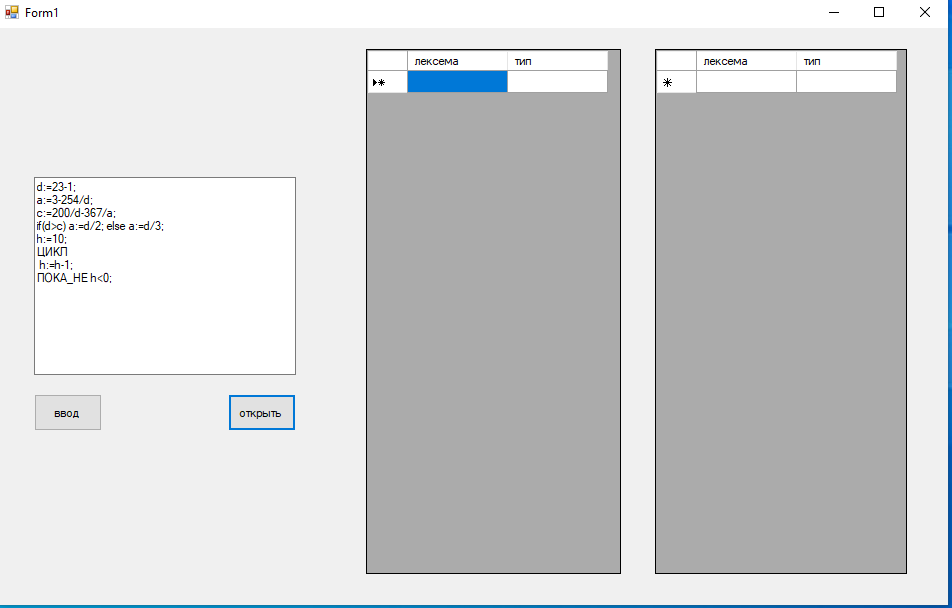 Form1
лексема тип
лексема тип
d:=23-1;
a:=3-254/d;
c:=200/d-367/a;
if(d>c) a:=d/2; else a:=d/3;
h:=10;
ЦИКЛ
h:=h-1;
ПОКА_НЕ h<0;
ввод
открыть